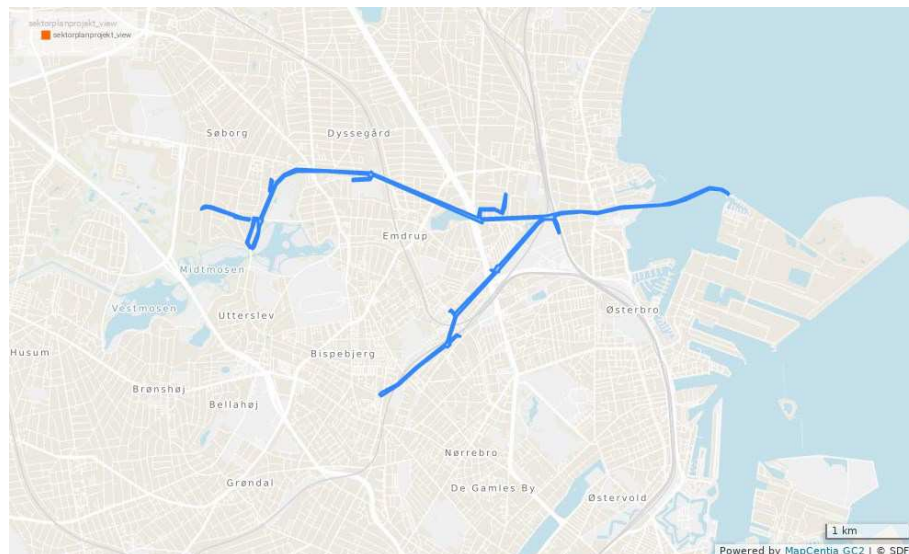 sektorplanprojekt_view
sektorplanprojekt_view
Søborg
Dyssegård
Emdrup
Midtmosen
Vestmosen
Utterslev
Østerbro
Husum
Bispebjerg
Brønshøj
Bellahøj
Nørrebro
Grøndal
De Gamles By
Østervold
1 km
Powered by MapCentia GC2 | © SDF